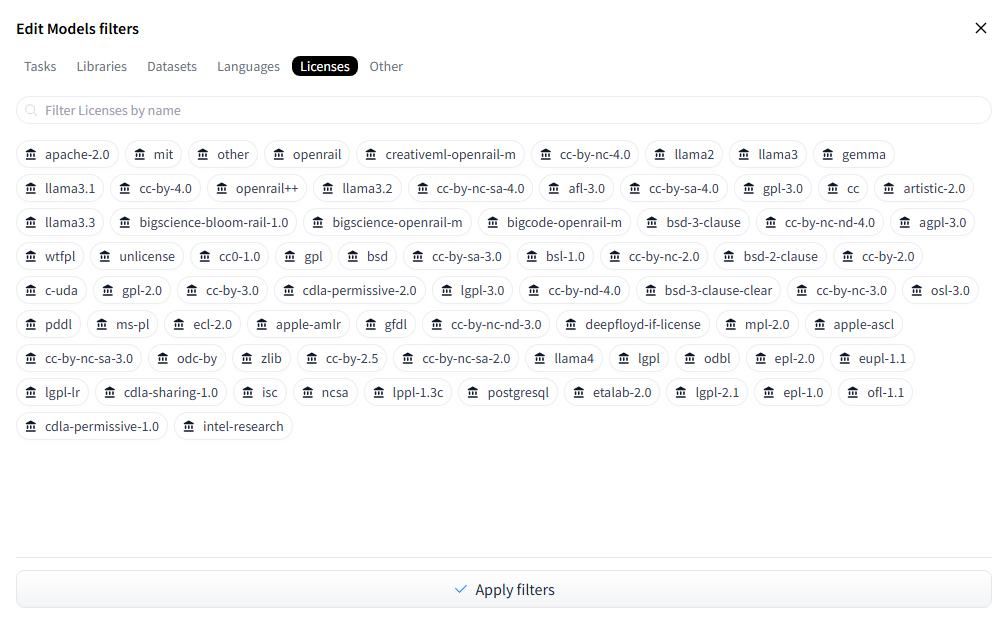 Edit Models filters
Tasks Libraries Datasets Languages Licenses Other
Filter Licenses by name
apache-2.0 mit other openrail creativeml-openrail-m cc-by-nc-4.0 llama2 llama3 gemma
llama3.1 cc-by-4.0 openrail++ llama3.2 cc-by-nc-sa-4.0 afl-3.0 cc-by-sa-4.0 gpl-3.0 cc artistic-2.0
llama3.3 bigscience-bloom-rail-1.0 bigscience-openrail-m bigcode-openrail-m bsd-3-clause cc-by-nc-nd-4.0 agpl-3.0
wtfpl unlicense cc0-1.0 gpl bsd cc-by-sa-3.0 bsl-1.0 cc-by-nc-2.0 bsd-2-clause cc-by-2.0
c-uda gpl-2.0 cc-by-3.0 cdla-permissive-2.0 lgpl-3.0 cc-by-nd-4.0 bsd-3-clause-clear cc-by-nc-3.0 osl-3.0
pddl ms-pl ecl-2.0 apple-amlr gfdl cc-by-nc-nd-3.0 deepfloyd-if-license mpl-2.0 apple-ascl
cc-by-nc-sa-3.0 odc-by zlib cc-by-2.5 cc-by-nc-sa-2.0 llama4 lgpl odbl epl-2.0 eupl-1.1
lgpl-lr cdla-sharing-1.0 isc ncsa lppl-1.3c postgresql etalab-2.0 lgpl-2.1 epl-1.0 ofl-1.1
cdla-permissive-1.0 intel-research
Apply filters